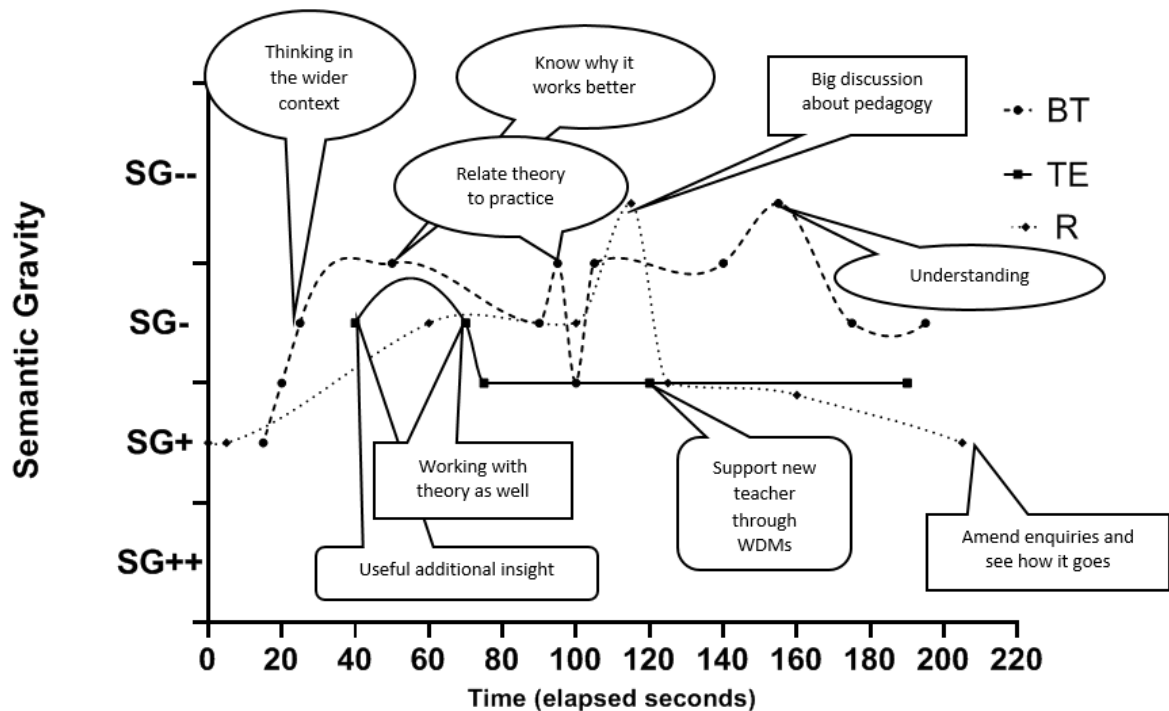 Thinking in
the wider
context
Know why it
works better
Big discussion
about pedagogy
BT
TE
R
Relate theory
to practice
Understanding
Working with
theory as well
Useful additional insight
Support new
teacher
through
WDMs
Amend enquiries and
see how it goes
Semantic Gravity
SG--
SG-
SG+
SG++
0 20 40 60 80 100 120 140 160 180 200 220
Time (elapsed seconds)